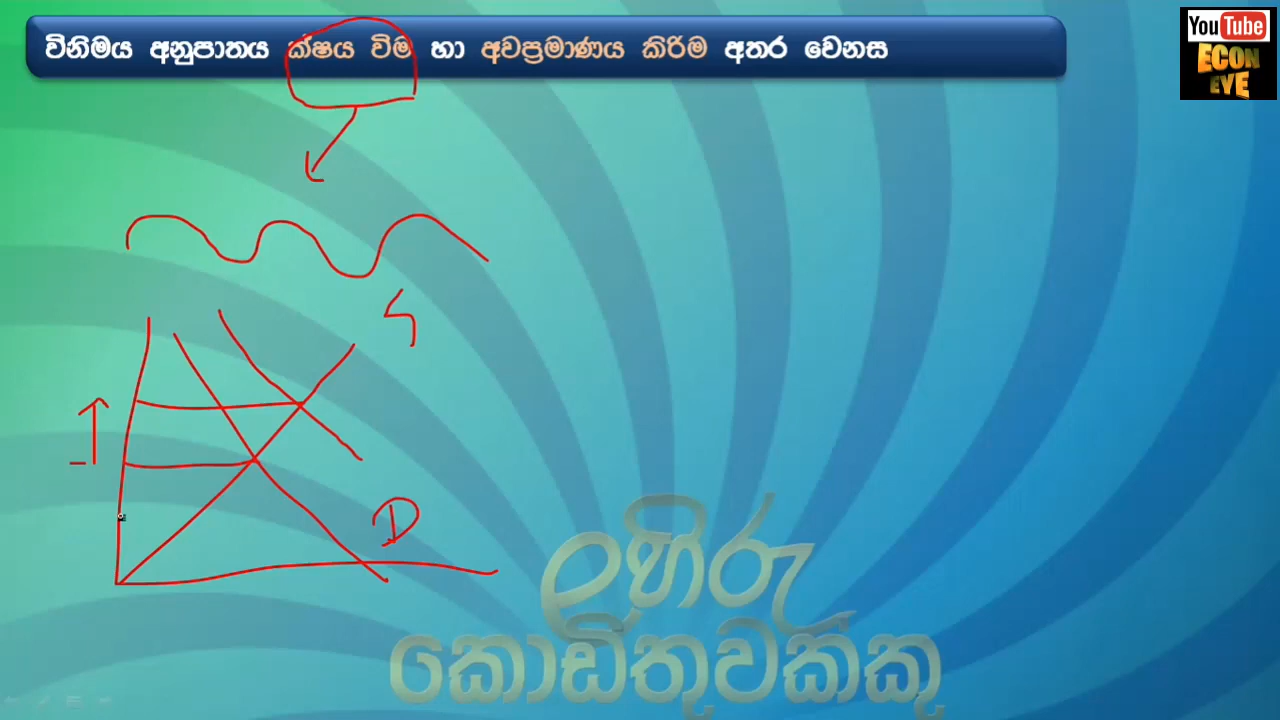 විනිමය අනුපාතය ක්ෂය විම හා අවප්‍රමාණය කිරිම අතර වෙනස
YouTube
ECON
EYE
S
D
ලහිරු
කොඩිතුවක්කු